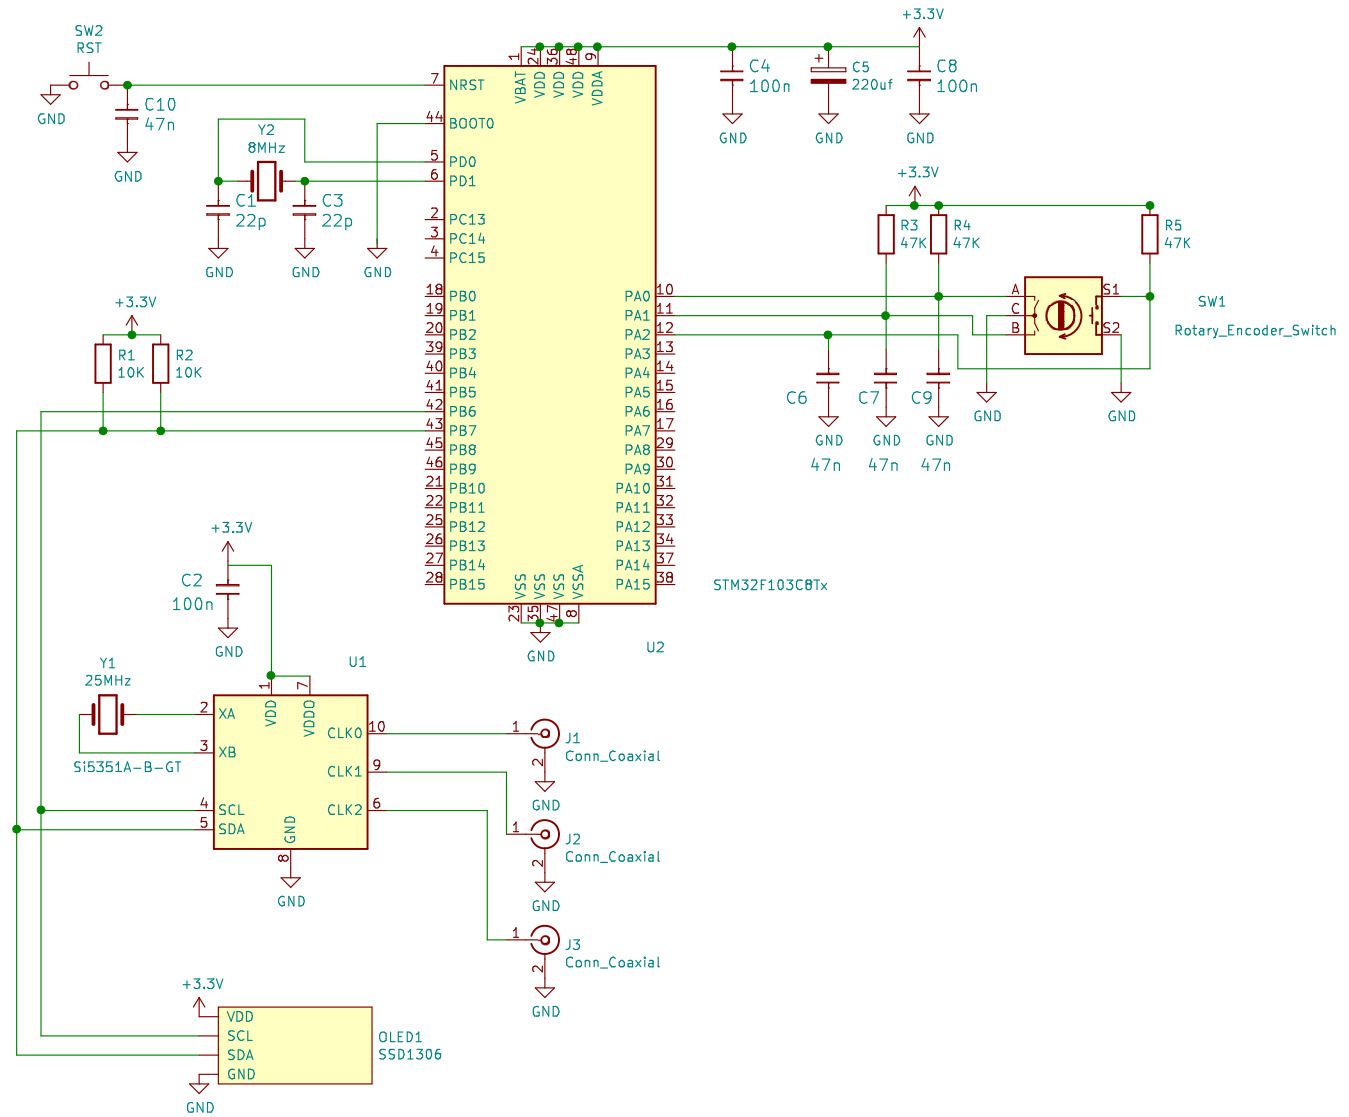 +3.3V
SW2
RST
GND
C10
47n
GND
7
NRST
44
BOOT0
5
PD0
6
PD1
2
PC13
3
PC14
4
PC15
18
PB0
19
PB1
20
PB2
39
PB3
40
PB4
41
PB5
42
PB6
43
PB7
45
PB8
46
PB9
21
PB10
22
PB11
25
PB12
26
PB13
27
PB14
28
PB15
1
VBAT
24
VDD
36
VDD
48
VDD
9
VDDA
PA0
10
PA1
11
PA2
12
PA3
13
PA4
14
PA5
15
PA6
16
PA7
17
PA8
29
PA9
30
PA10
31
PA11
32
PA12
33
PA13
34
PA14
37
PA15
38
VSS
23
VSS
35
VSS
47
VSSA
8
GND
STM32F103C8Tx
U2
Y2
8MHz
C1
22p
GND
C3
22p
GND
GND
C4
100n
GND
+
C5
220uf
GND
C8
100n
GND
+3.3V
R3
47K
R4
47K
R5
47K
A
C
B
S1
S2
SW1
Rotary_Encoder_Switch
GND
GND
C6
GND
47n
C7
GND
47n
C9
GND
47n
+3.3V
R1
10K
R2
10K
+3.3V
C2
100n
GND
Y1
25MHz
U1
Si5351A-B-GT
2
XA
3
XB
4
SCL
5
SDA
1
VDD
7
VDDO
CLK0
10
CLK1
9
CLK2
6
GND
8
GND
1
2
J1
Conn_Coaxial
GND
1
2
J2
Conn_Coaxial
GND
1
2
J3
Conn_Coaxial
GND
+3.3V
VDD
SCL
SDA
GND
OLED1
SSD1306
GND